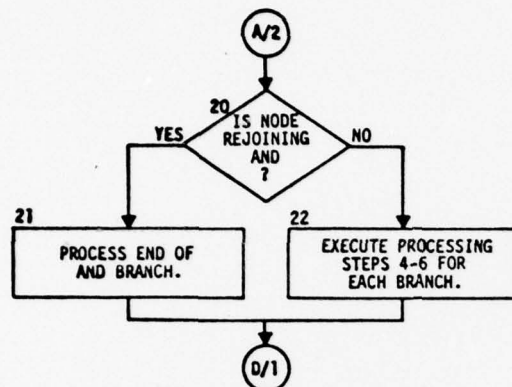 A/2
20
IS NODE
REJOINING
AND
?
YES
NO
21
PROCESS END OF
AND BRANCH.
22
EXECUTE PROCESSING
STEPS 4-6 FOR
EACH BRANCH.
D/1